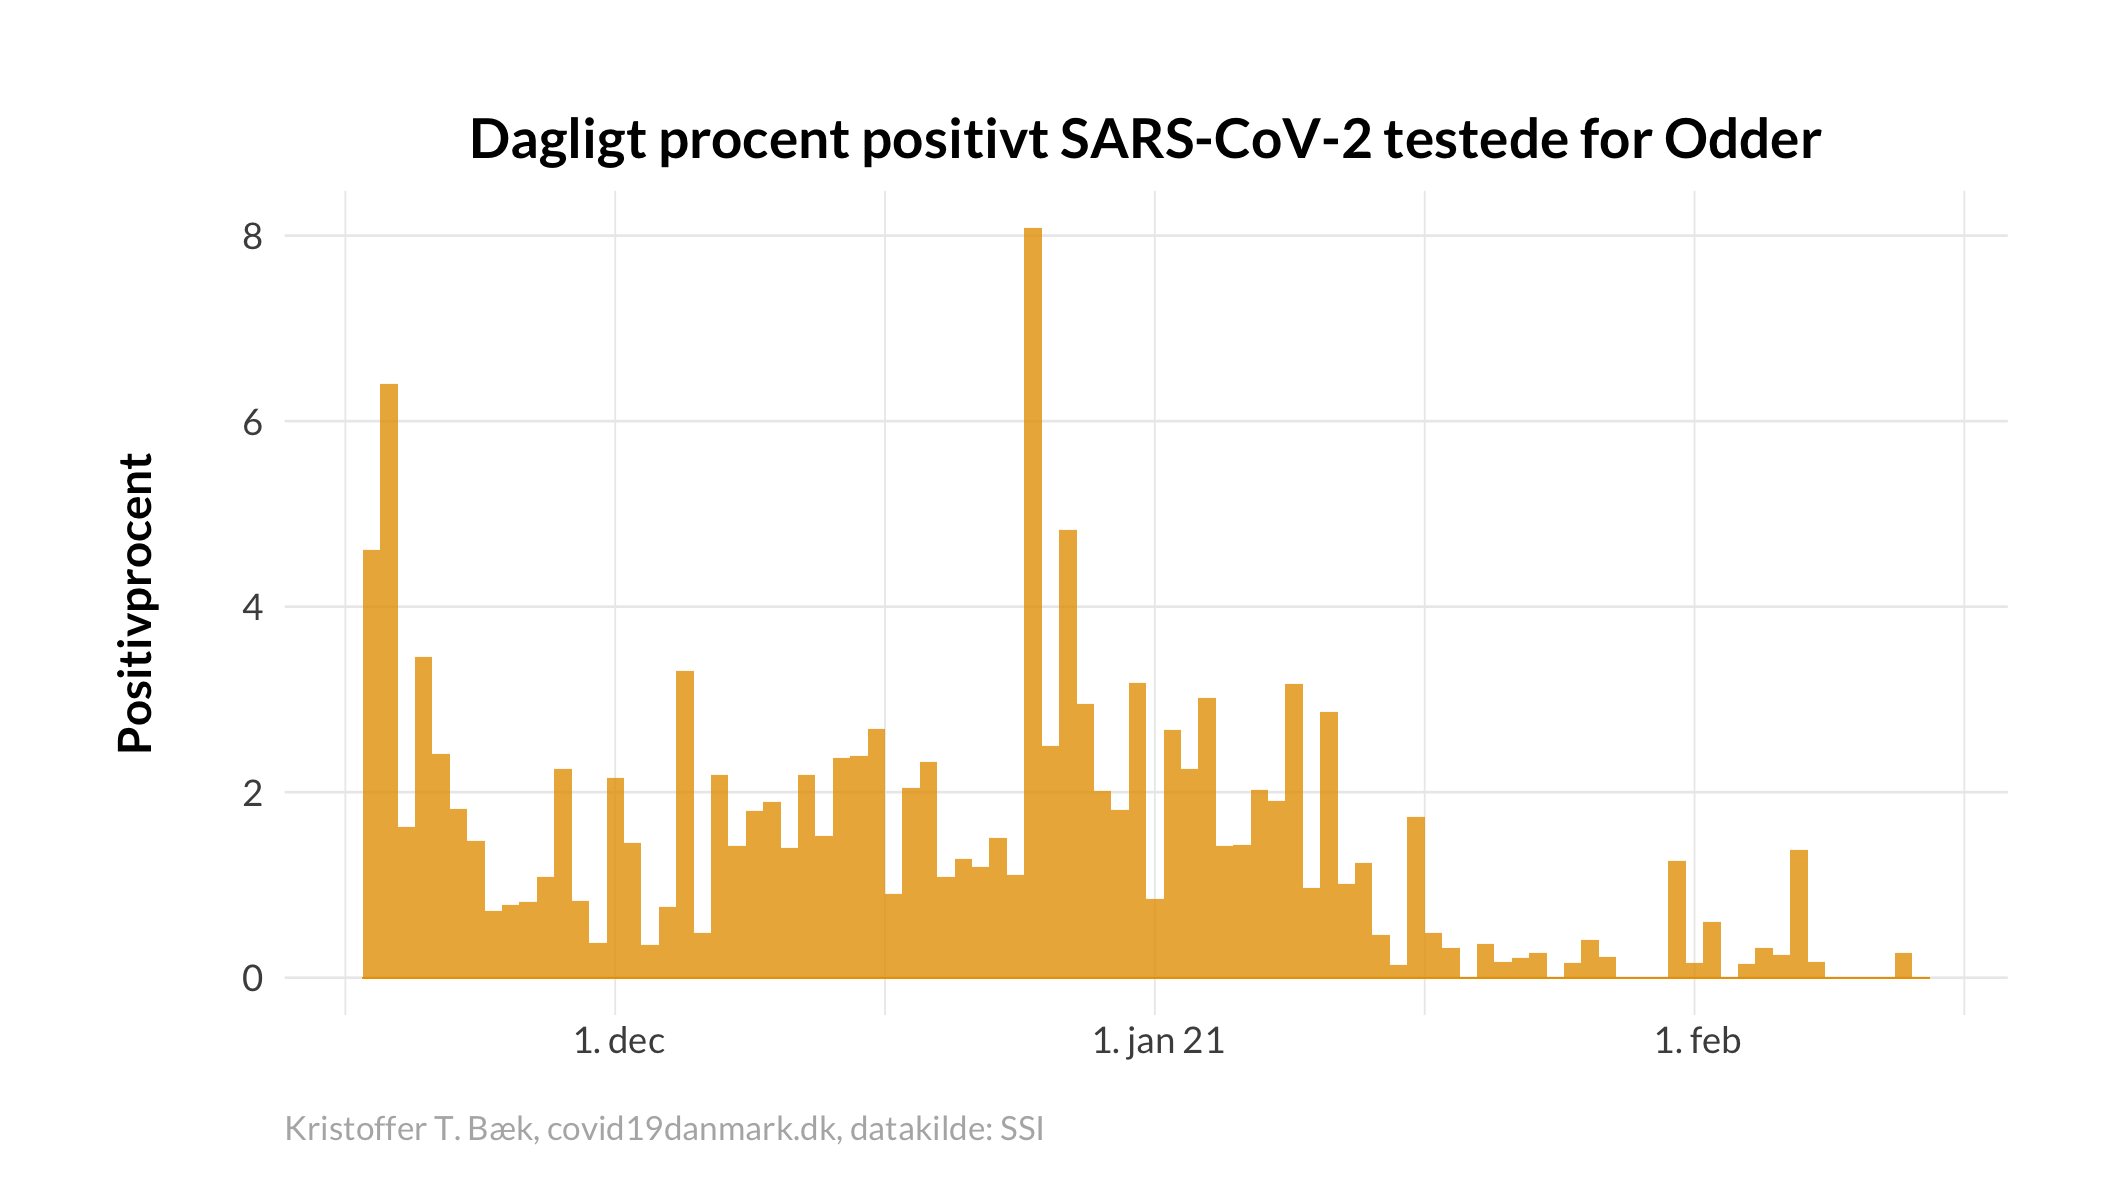 Dagligt procent positivt SARS-CoV-2 testede for Odder
Positivprocent
8
6
4
2
0
1. dec
1. jan 21
1. feb
Kristoffer T. Bæk, covid19danmark.dk, datakilde: SSI